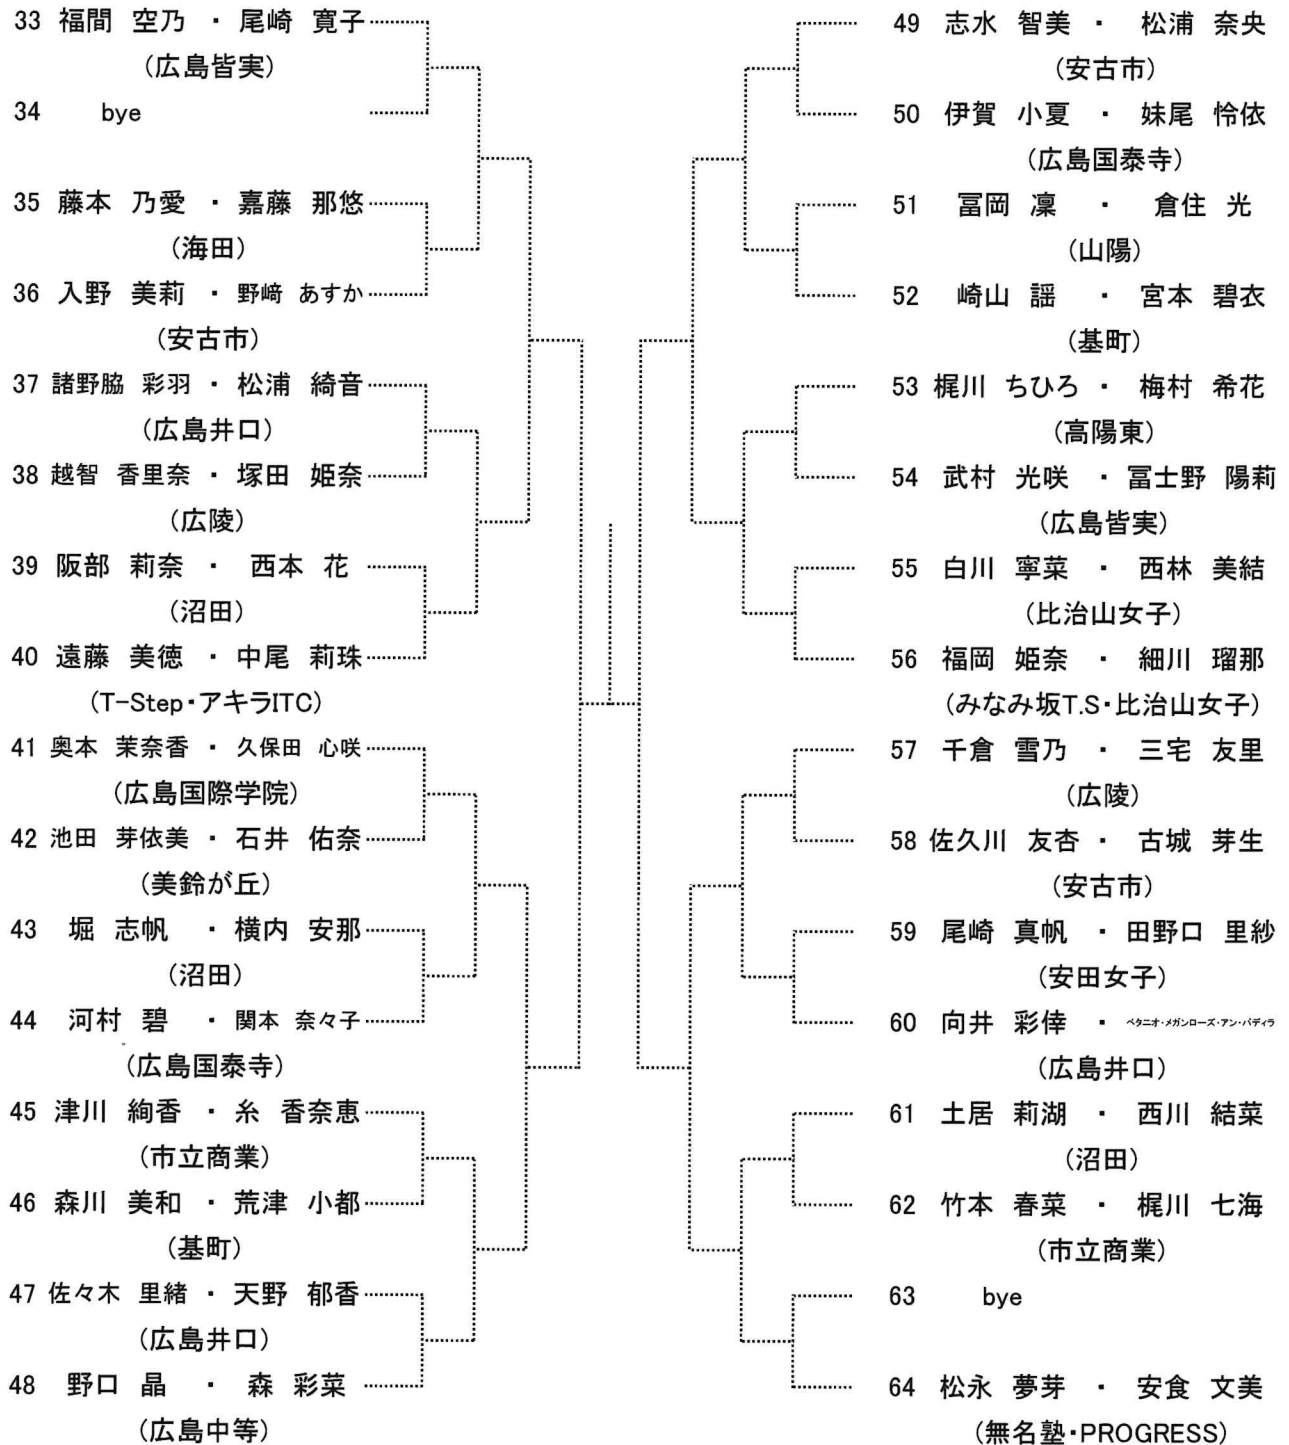 33 福間 空乃 ・ 尾崎 寛子
(広島皆実)
34 bye
35 藤本 乃愛 ・ 嘉藤 那悠
(海田)
36 入野 美莉 ・ 野﨑 あすか
(安古市)
37 諸野脇 彩羽 ・ 松浦 綺音
(広島井口)
38 越智 香里奈 ・ 塚田 姫奈
(広陵)
39 阪部 莉奈 ・ 西本 花
(沼田)
40 遠藤 美徳 ・ 中尾 莉珠
(T-Step・アキラITC)
41 奥本 茉奈香 ・ 久保田 心咲
(広島国際学院)
42 池田 芽依美 ・ 石井 佑奈
(美鈴が丘)
43 堀 志帆 ・ 横内 安那
(沼田)
44 河村 碧 ・ 関本 奈々子
(広島国泰寺)
45 津川 絢香 ・ 糸 香奈恵
(市立商業)
46 森川 美和 ・ 荒津 小都
(基町)
47 佐々木 里緒 ・ 天野 郁香
(広島井口)
48 野口 晶 ・ 森 彩菜
(広島中等)
49 志水 智美 ・ 松浦 奈央
(安古市)
50 伊賀 小夏 ・ 妹尾 怜依
(広島国泰寺)
51 冨岡 凜 ・ 倉住 光
(山陽)
52 崎山 謡 ・ 宮本 碧衣
(基町)
53 梶川 ちひろ ・ 梅村 希花
(高陽東)
54 武村 光咲 ・ 冨士野 陽莉
(広島皆実)
55 白川 寧菜 ・ 西林 美結
(比治山女子)
56 福岡 姫奈 ・ 細川 瑠那
(みなみ坂T.S・比治山女子)
57 千倉 雪乃 ・ 三宅 友里
(広陵)
58 佐久川 友杏 ・ 古城 芽生
(安古市)
59 尾崎 真帆 ・ 田野口 里紗
(安田女子)
60 向井 彩倖 ・ ベタニオ・メガンローズ・アン・パディラ
(広島井口)
61 土居 莉湖 ・ 西川 結菜
(沼田)
62 竹本 春菜 ・ 梶川 七海
(市立商業)
63 bye
64 松永 夢芽 ・ 安食 文美
(無名塾・PROGRESS)